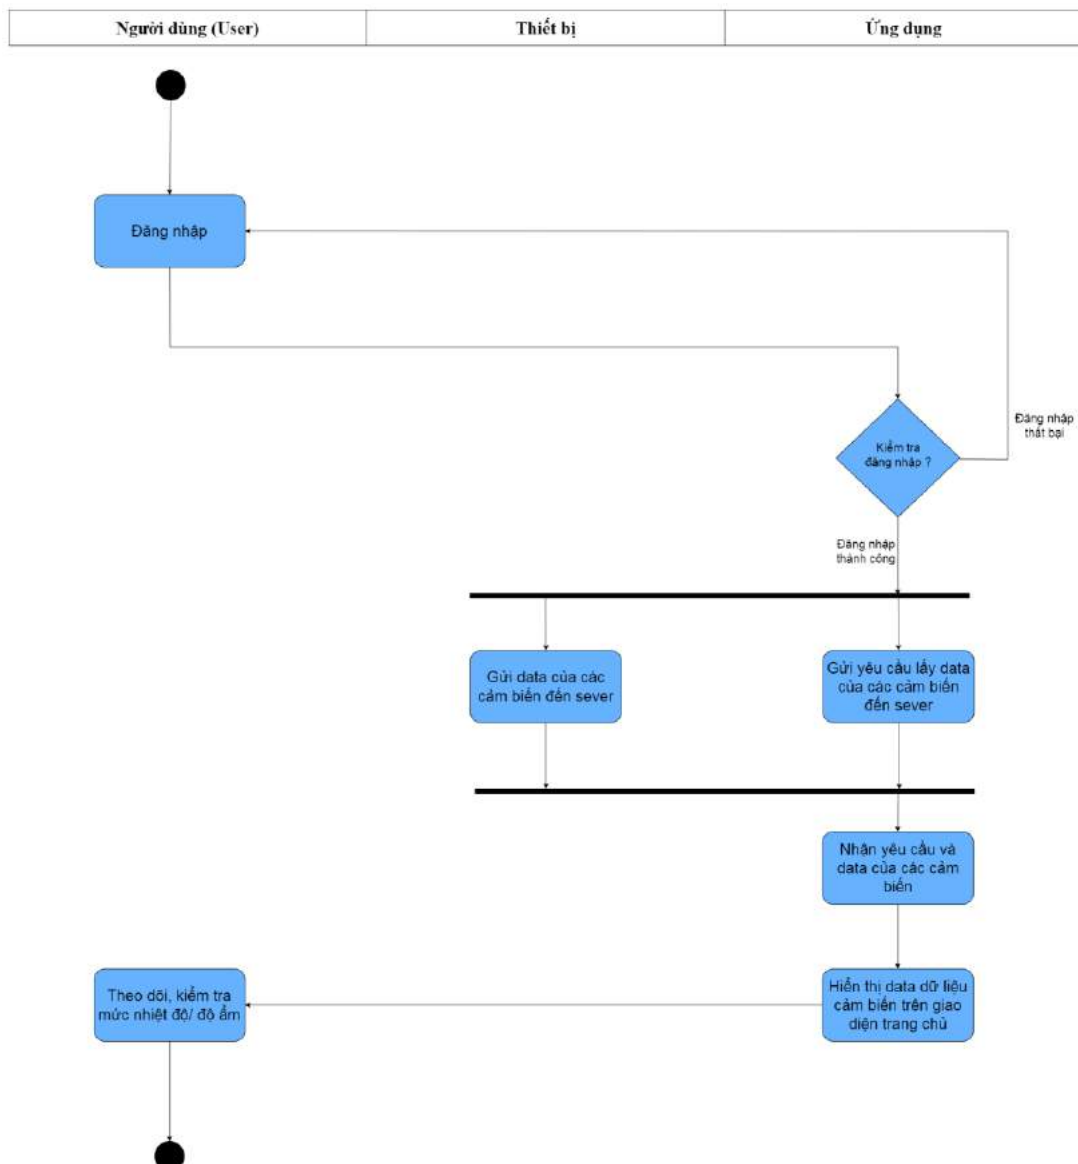 Người dùng (User)
Thiết bị
Ứng dụng
Đăng nhập
Đăng nhập
thất bại
Kiểm tra
đăng nhập ?
Đăng nhập
thành công
Gửi data của các
cảm biến đến sever
Gửi yêu cầu lấy data
của các cảm biến
đến sever
Nhận yêu cầu và
data của các cảm
biến
Theo dõi, kiểm tra
mức nhiệt độ/ độ ẩm
Hiển thị data dữ liệu
cảm biến trên giao
diện trang chủ